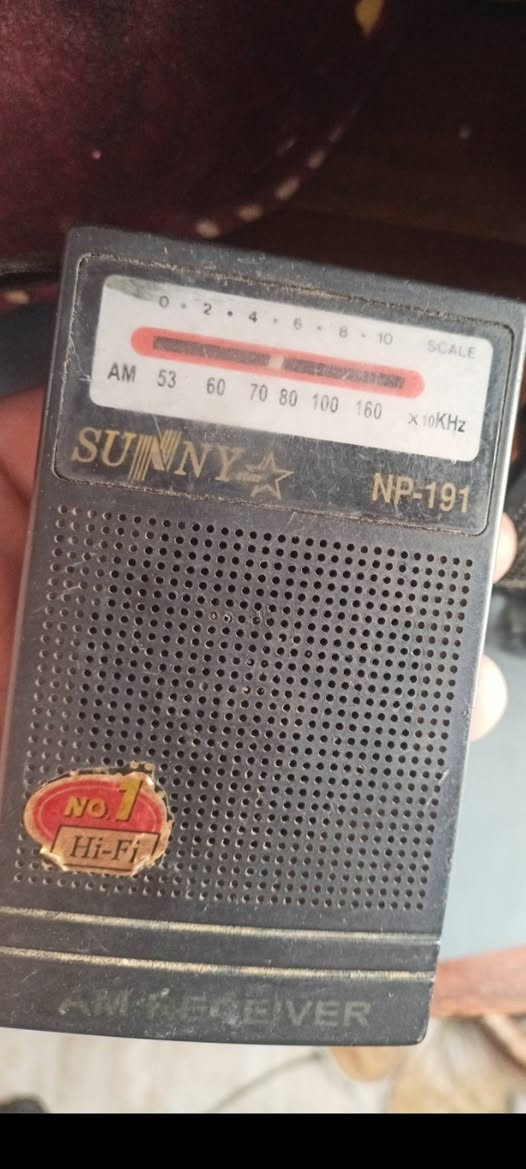 0 • 2 • 4 • 6 • 8 • 10 SCALE
AM 53 60 70 80 100 160 x10KHz
SUNNY
NP-191
NO.1
Hi-Fi
AM RECEIVER